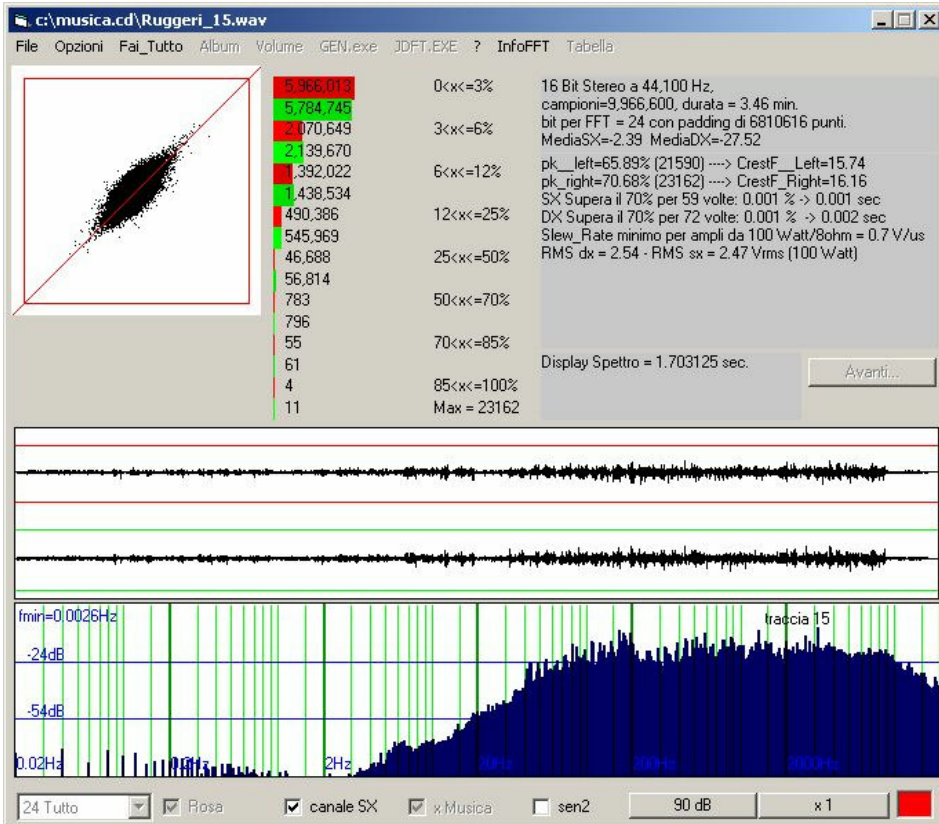 c:\musica.cd\Ruggeri_15.wav
File Opzioni Fai_Tutto Album Volume GEN.exe JDFT.EXE ? InfoFFT Tabella
5,966,013 0<x<=3%
5,784,745
2,070,649 3<x<=6%
2,139,670
1,392,022 6<x<=12%
1,438,534
490,386 12<x<=25%
545,969
46,688 25<x<=50%
56,814
783 50<x<=70%
796
55 70<x<=85%
61
4 85<x<=100%
11 Max = 23162
16 Bit Stereo a 44,100 Hz,
campioni=9,966,600, durata = 3.46 min.
bit per FFT = 24 con padding di 6810616 punti.
MediaSX=-2.39 MediaDX=-27.52
pk__left=65.89% (21590) ----> CrestF__Left=15.74
pk_right=70.68% (23162) ----> CrestF_Right=16.16
SX Supera il 70% per 59 volte: 0.001 % -> 0.001 sec
DX Supera il 70% per 72 volte: 0.001 % -> 0.002 sec
Slew_Rate minimo per ampli da 100 Watt/8ohm = 0.7 V/us
RMS dx = 2.54 - RMS sx = 2.47 Vrms (100 Watt)
Display Spettro = 1.703125 sec.
Avanti...
fmin=0.0026Hz
traccia 15
-24dB
-54dB
0.02Hz 0.2Hz 2Hz 20Hz 200Hz 2000Hz
24 Tutto Rosa canale SX x Musica sen2 90 dB x 1